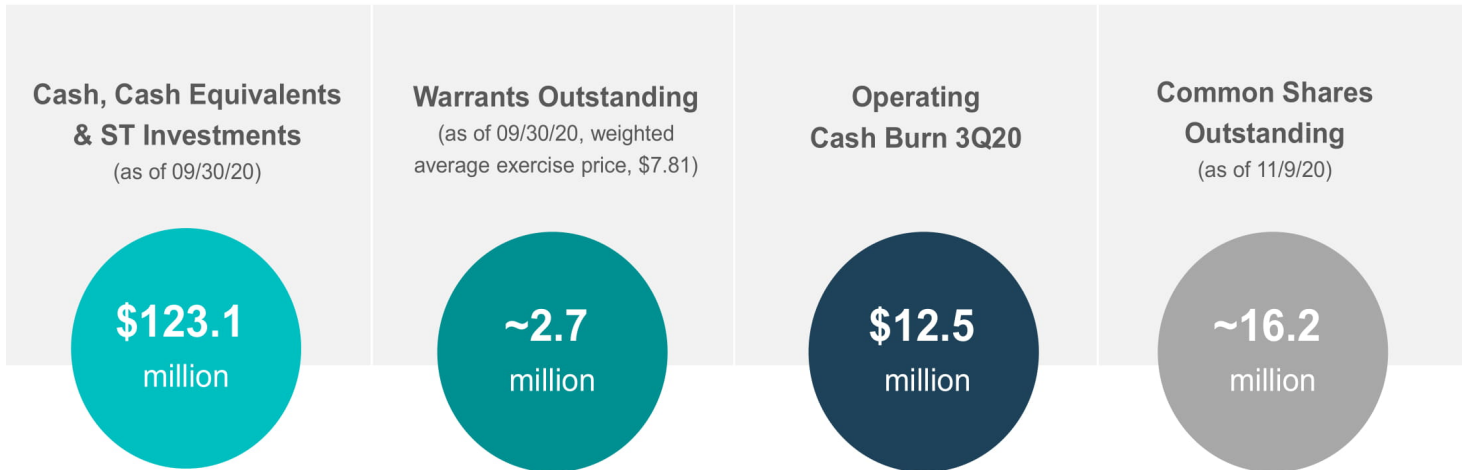 Cash, Cash Equivalents
& ST Investments
(as of 09/30/20)
$123.1
million
Warrants Outstanding
(as of 09/30/20, weighted
average exercise price, $7.81)
~2.7
million
Operating
Cash Burn 3Q20
$12.5
million
Common Shares
Outstanding
(as of 11/9/20)
~16.2
million